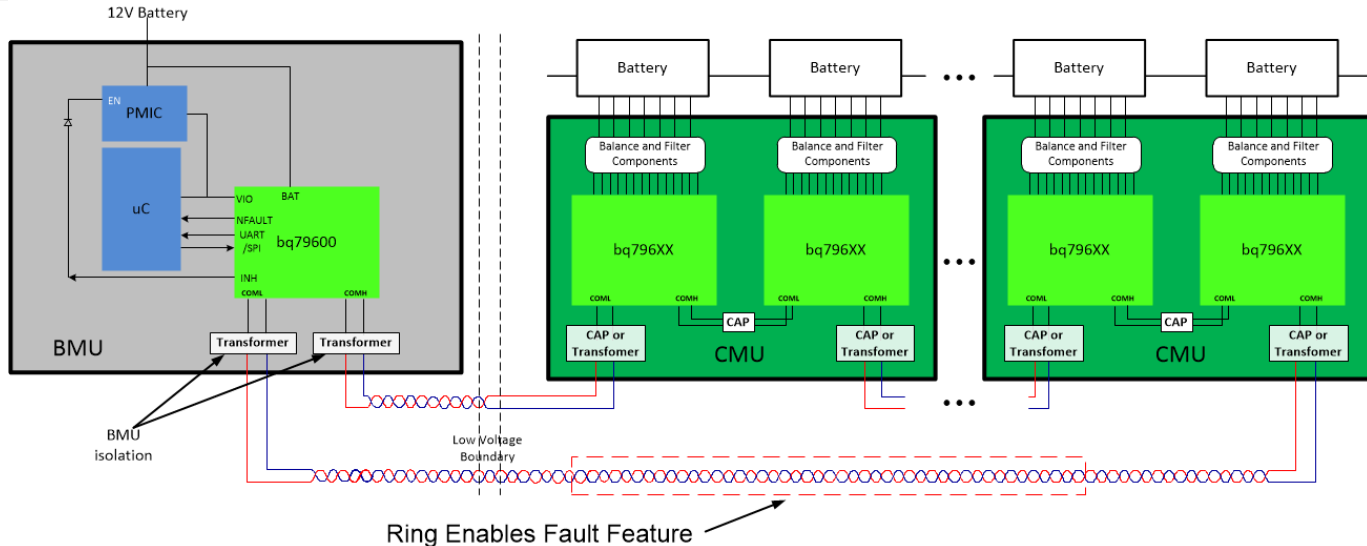 12V Battery
EN
PMIC
uC
VIO
BAT
NFAULT
UART
/SPI
bq79600
INH
COML
COMH
Transformer
Transformer
BMU
BMU
isolation
Low Voltage
Boundary
Battery
Battery
•••
Battery
Battery
Balance and Filter
Components
Balance and Filter
Components
Balance and Filter
Components
Balance and Filter
Components
bq796XX
bq796XX
•••
bq796XX
bq796XX
COML
COMH
COML
COMH
COML
COMH
COML
COMH
CAP
CAP
CAP or
Transfomer
CMU
CAP or
Transfomer
CAP or
Transfomer
CMU
CAP or
Transfomer
•••
Ring Enables Fault Feature